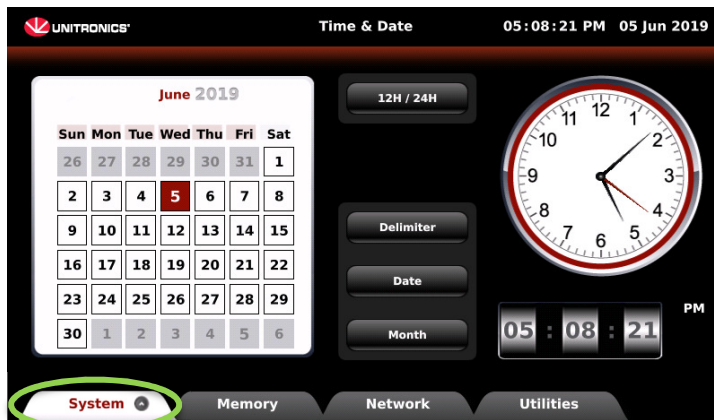 UNITRONICS Time & Date 05:08:21 PM 05 Jun 2019
June 2019
Sun Mon Tue Wed Thu Fri Sat
26 27 28 29 30 31 1
2 3 4 5 6 7 8
9 10 11 12 13 14 15
16 17 18 19 20 21 22
23 24 25 26 27 28 29
30 1 2 3 4 5 6
12H / 24H
Delimiter
Date
Month
12
1
2
3
4
5
6
7
8
9
10
11
PM
05 : 08 : 21
System Memory Network Utilities